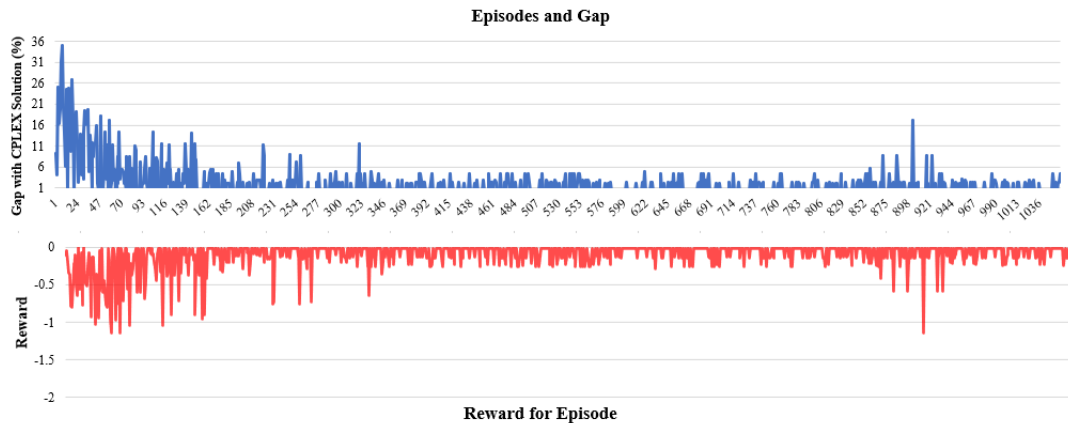 Episodes and Gap
Gap with CPLEX Solution (%)
36
31
26
21
16
11
6
1
1 24 47 70 93 116 139 162 185 208 231 254 277 300 323 346 369 392 415 438 461 484 507 530 553 576 599 622 645 668 691 714 737 760 783 806 829 852 875 898 921 944 967 990 1013 1036
Reward
0
-0.5
-1
-1.5
-2
Reward for Episode